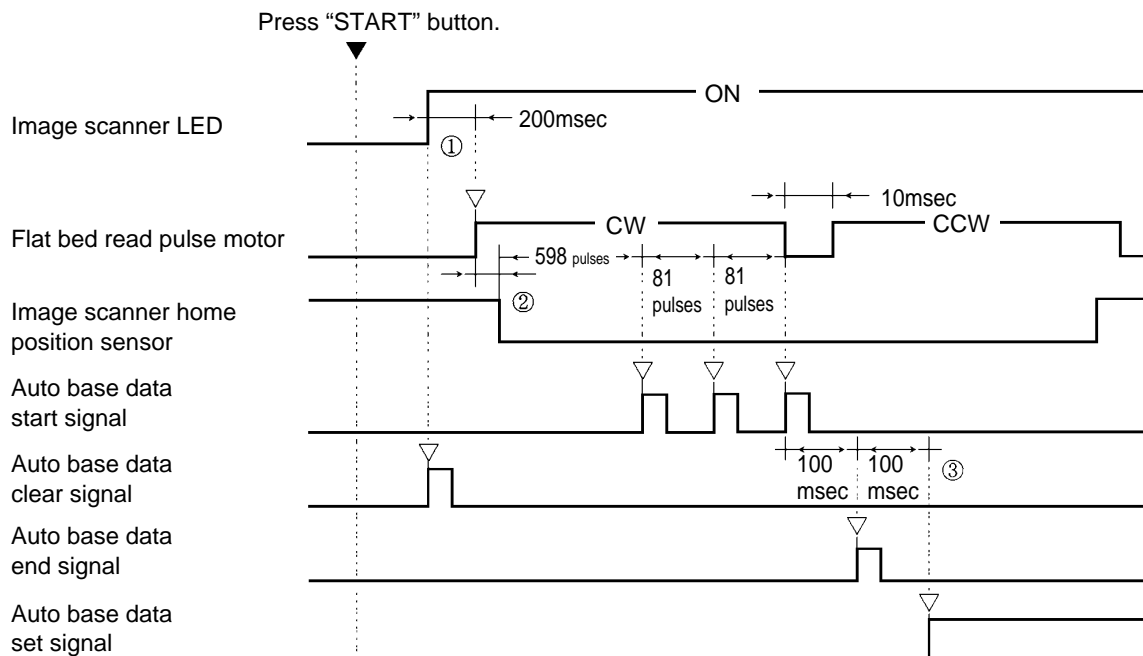 Press “START” button.
ON
Image scanner LED
200msec
①
10msec
Flat bed read pulse motor
CW
CCW
598 pulses
81
pulses
81
pulses
②
Image scanner home
position sensor
Auto base data
start signal
Auto base data
clear signal
100
msec
100
msec
③
Auto base data
end signal
Auto base data
set signal